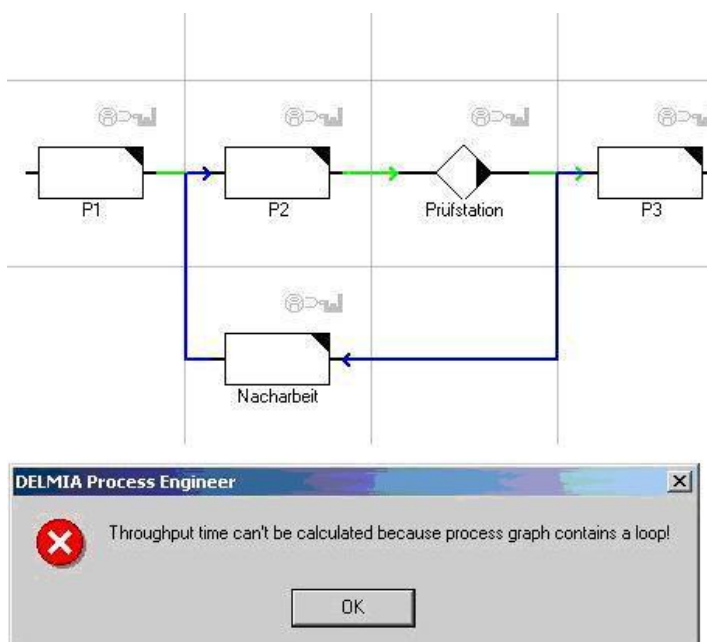 P1
P2
Prüfstation
P3
Nacharbeit
DELMIA Process Engineer
Throughput time can't be calculated because process graph contains a loop!
OK